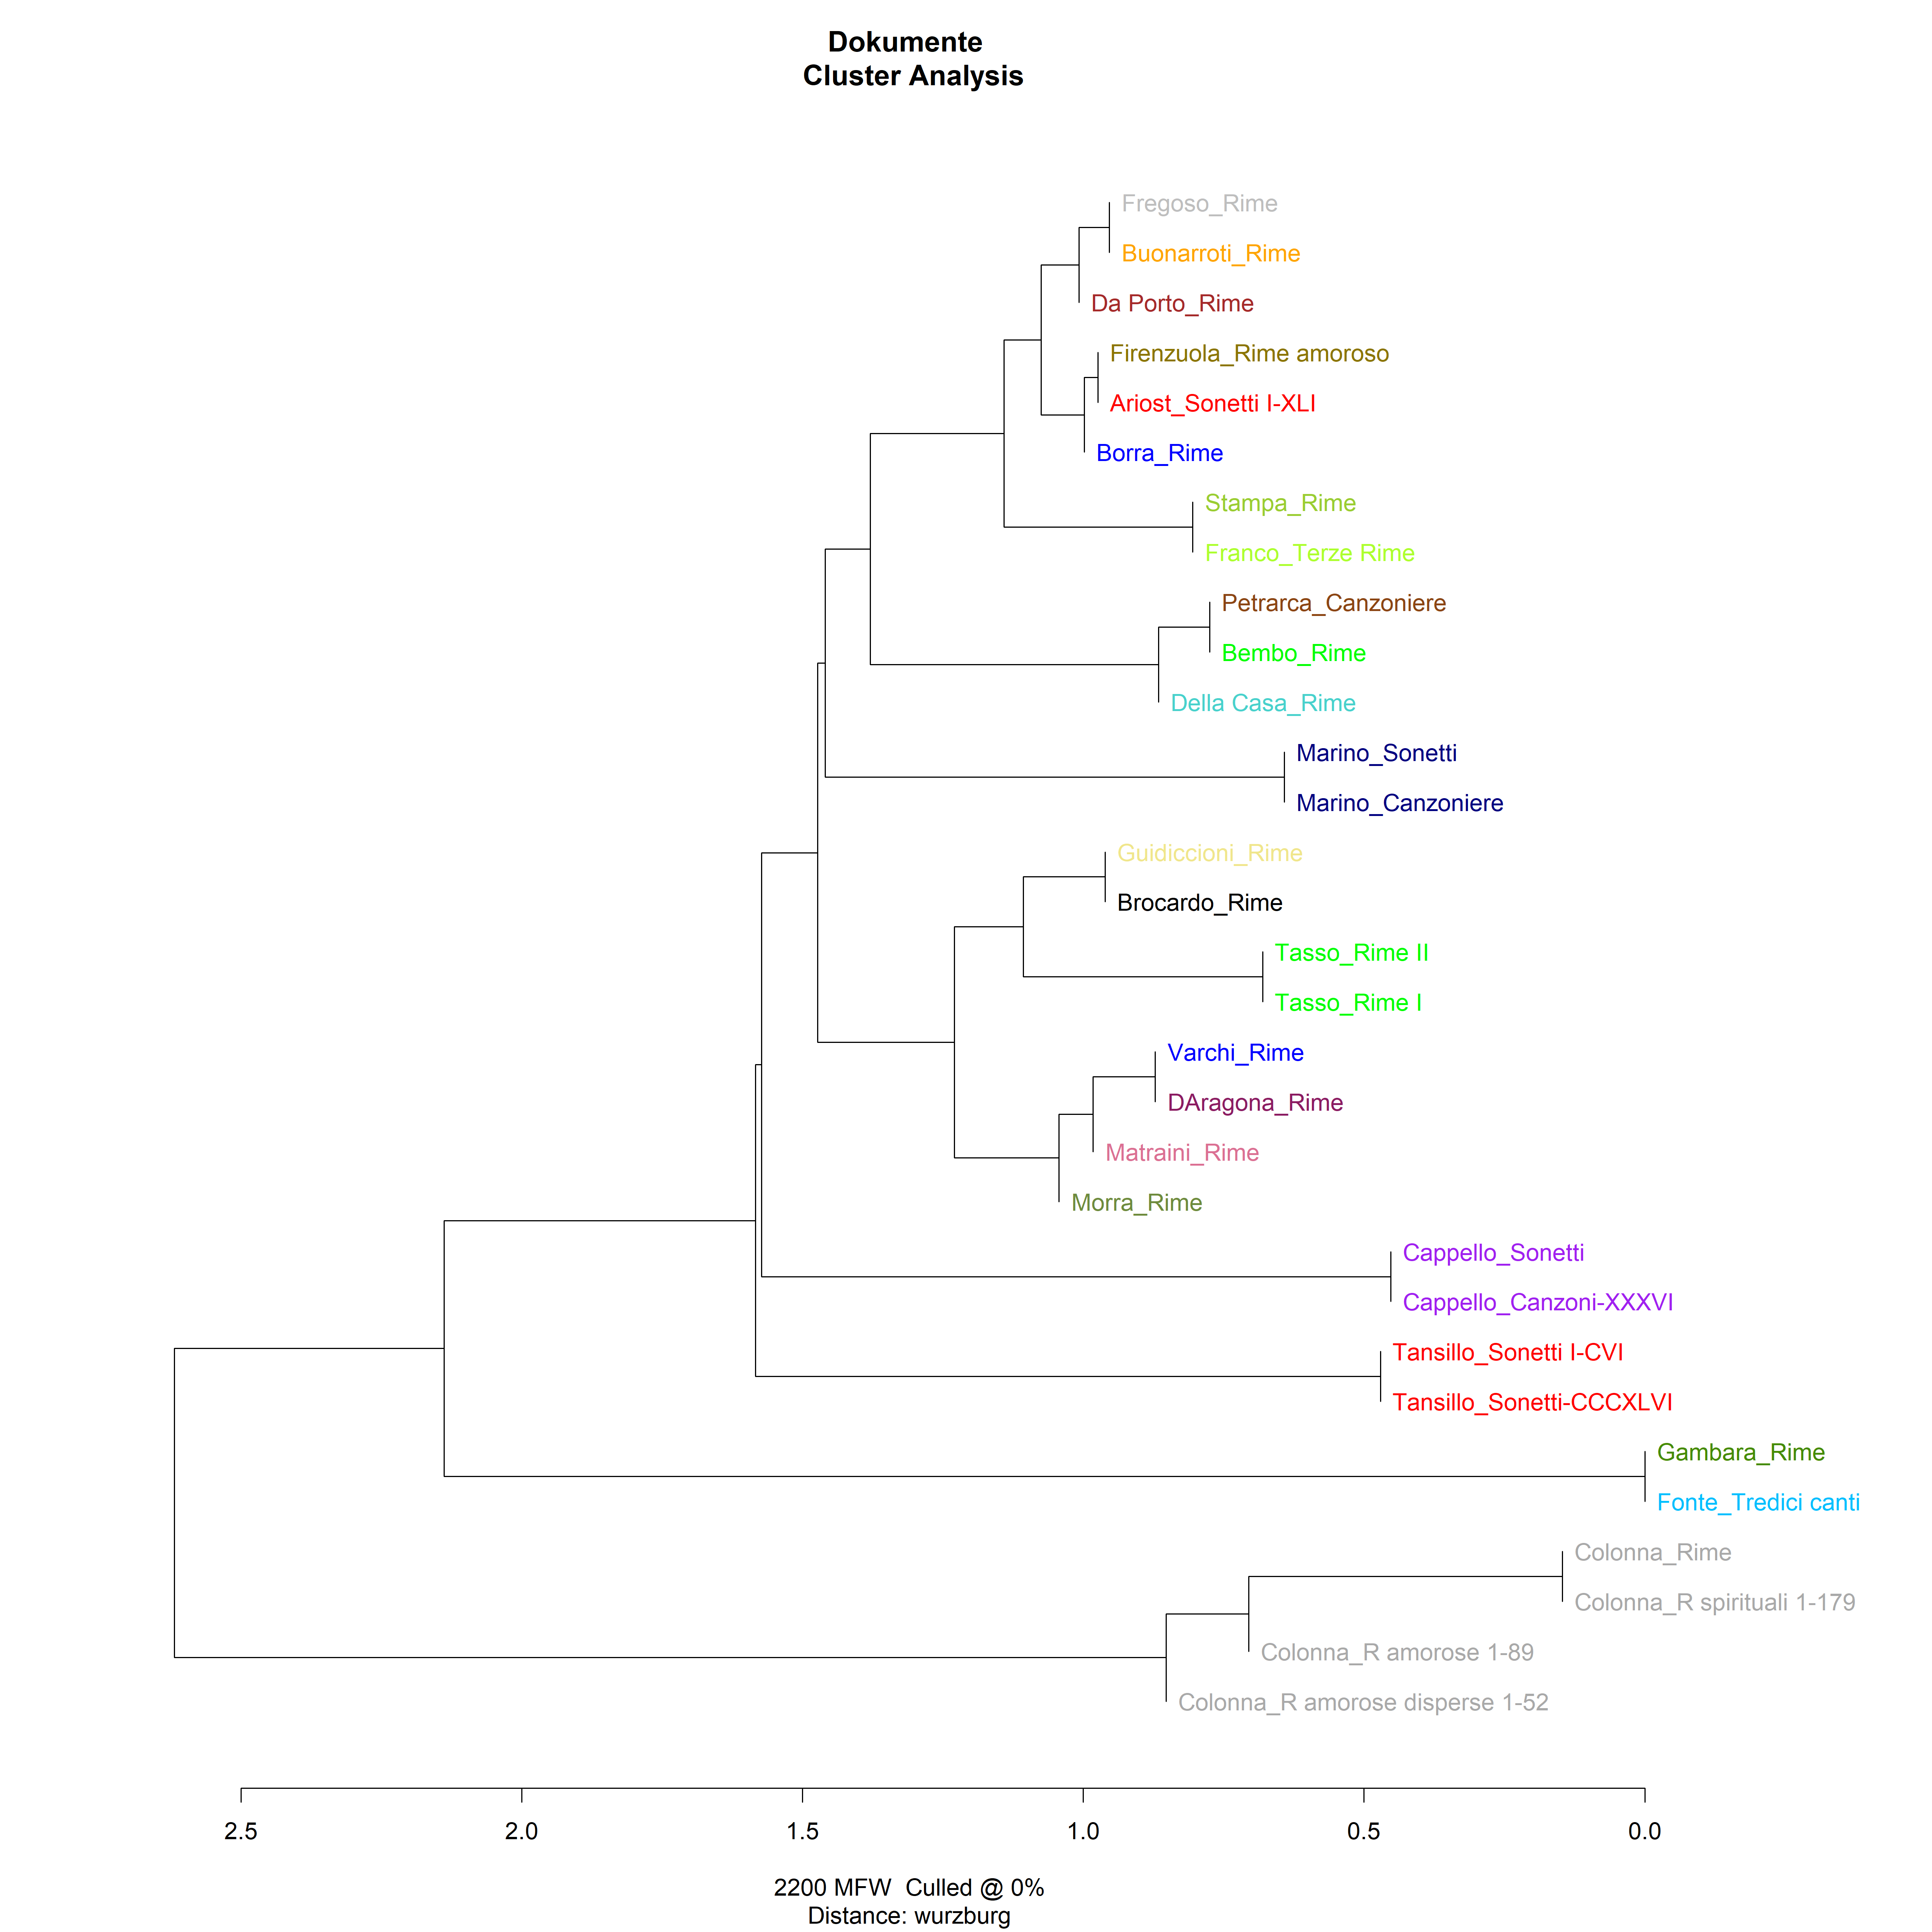 Dokumente
Cluster Analysis
Fregoso_Rime
Buonarroti_Rime
Da Porto_Rime
Firenzuola_Rime amoroso
Ariost_Sonetti I-XLI
Borra_Rime
Stampa_Rime
Franco_Terze Rime
Petrarca_Canzoniere
Bembo_Rime
Della Casa_Rime
Marino_Sonetti
Marino_Canzoniere
Guidiccioni_Rime
Brocardo_Rime
Tasso_Rime II
Tasso_Rime I
Varchi_Rime
DAragona_Rime
Matraini_Rime
Morra_Rime
Cappello_Sonetti
Cappello_Canzoni-XXXVI
Tansillo_Sonetti I-CVI
Tansillo_Sonetti-CCCXLVI
Gambara_Rime
Fonte_Tredici canti
Colonna_Rime
Colonna_R spirituali 1-179
Colonna_R amorose 1-89
Colonna_R amorose disperse 1-52
2.5 2.0 1.5 1.0 0.5 0.0
2200 MFW  Culled @ 0%
Distance: wurzburg